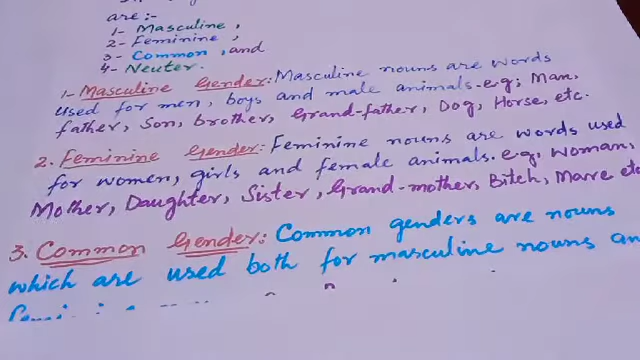 are:-
1- Masculine,
2- Feminine,
3- Common, and
4- Neuter.
1- Masculine Gender: Masculine nouns are words
used for men, boys and male animals. e.g; Man,
father, Son, brother, Grand-father, Dog, Horse, etc.
2. Feminine Gender: Feminine nouns are words used
for women, girls and female animals. e.g, Woman,
Mother, Daughter, Sister, Grand-mother, Bitch, Mare etc
3. Common Gender: Common genders are nouns
which are used both for masculine nouns an